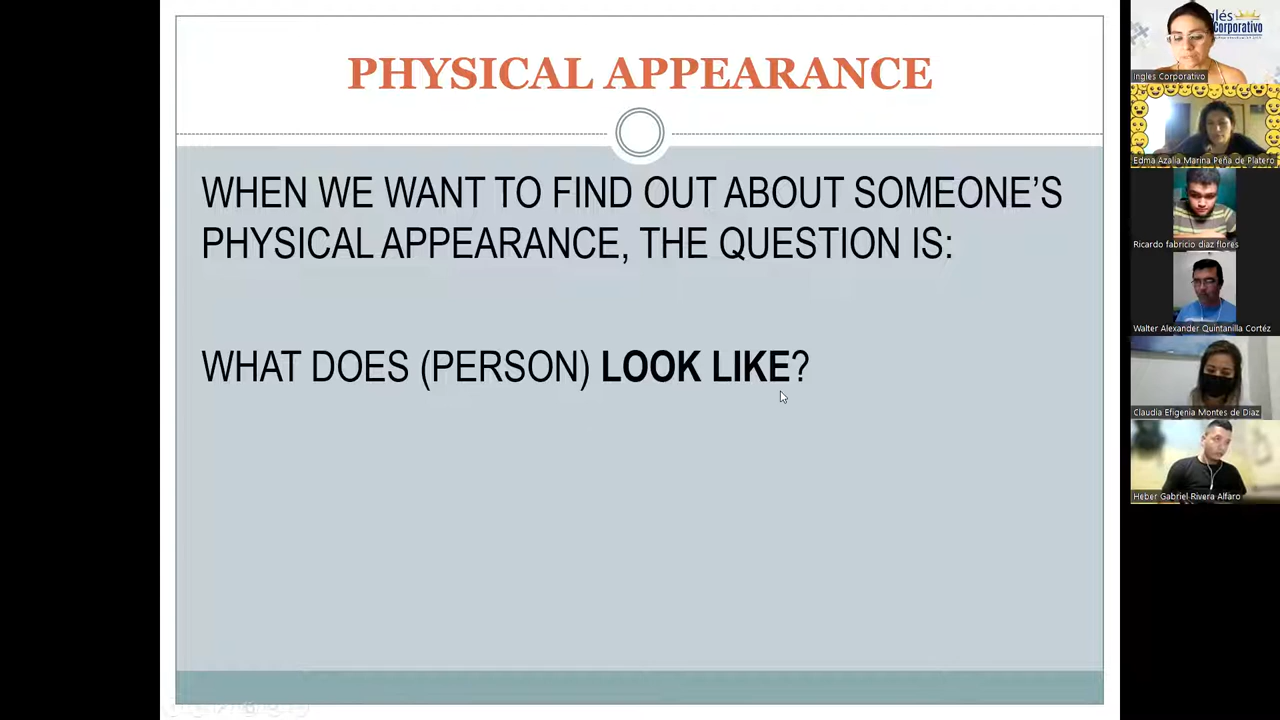 PHYSICAL APPEARANCE
WHEN WE WANT TO FIND OUT ABOUT SOMEONE’S
PHYSICAL APPEARANCE, THE QUESTION IS:
WHAT DOES (PERSON) LOOK LIKE?
glés
Corporativo
Ingles Corporativo
Edma Azalia Marina Peña de Platero
Ricardo fabricio diaz flores
Walter Alexander Quintanilla Cortéz
Claudia Efigenia Montes de Diaz
Heber Gabriel Rivera Alfaro